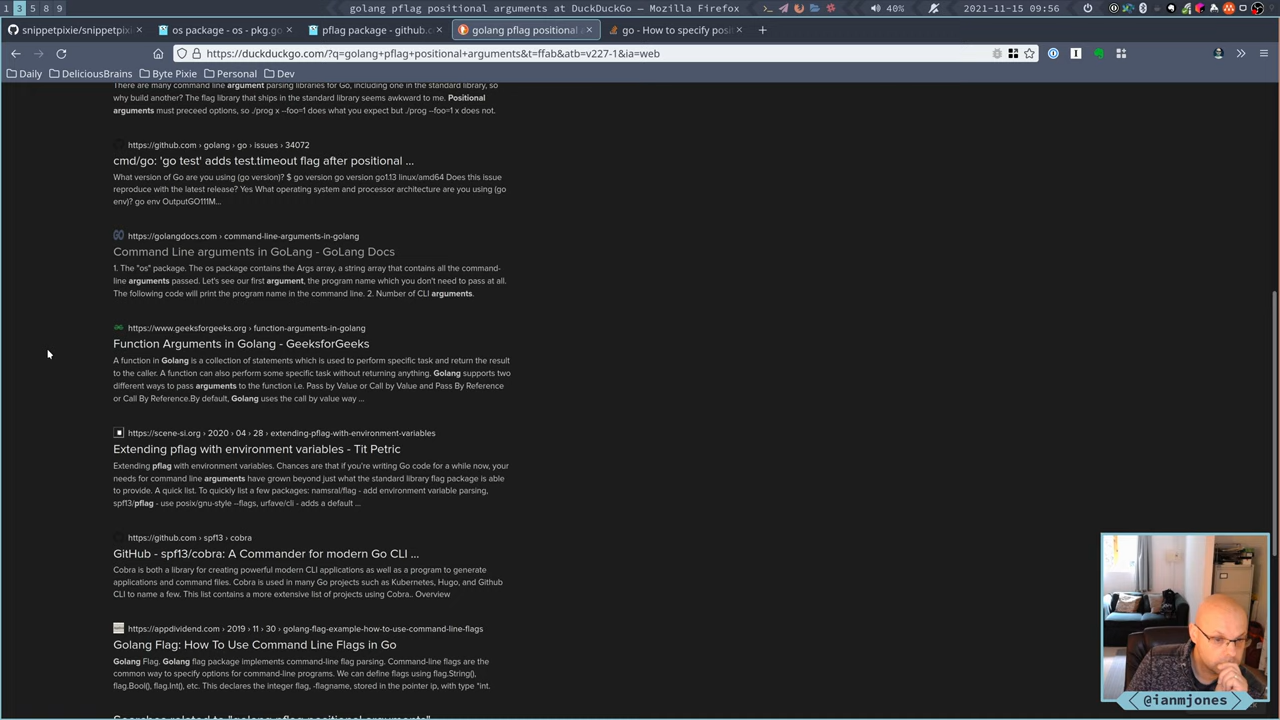 1 3 5 8 9
golang pflag positional arguments at DuckDuckGo — Mozilla Firefox
2021-11-15 09:56
snippetpixie/snippetpixi
os package - os - pkg.go
pflag package - github.c
golang pflag positional
go - How to specify posi
https://duckduckgo.com/?q=golang+pflag+positional+arguments&t=ffab&atb=v227-1&ia=web
Daily DeliciousBrains Byte Pixie Personal Dev
There are many command line argument parsing libraries for Go, including one in the standard library, so
why build another? The flag library that ships in the standard library seems awkward to me. Positional
arguments must preceed options, so ./prog x --foo=1 does what you expect but ./prog --foo=1 x does not.
https://github.com › golang › go › issues › 34072
cmd/go: 'go test' adds test.timeout flag after positional ...
What version of Go are you using (go version)? $ go version go version go1.13 linux/amd64 Does this issue
reproduce with the latest release? Yes What operating system and processor architecture are you using (go
env)? go env OutputGO111M...
https://golangdocs.com › command-line-arguments-in-golang
Command Line arguments in GoLang - GoLang Docs
1. The "os" package. The os package contains the Args array, a string array that contains all the command-
line arguments passed. Let's see our first argument, the program name which you don't need to pass at all.
The following code will print the program name in the command line. 2. Number of CLI arguments.
https://www.geeksforgeeks.org › function-arguments-in-golang
Function Arguments in Golang - GeeksforGeeks
A function in Golang is a collection of statements which is used to perform specific task and return the result
to the caller. A function can also perform some specific task without returning anything. Golang supports two
different ways to pass arguments to the function i.e. Pass by Value or Call by Value and Pass By Reference
or Call By Reference.By default, Golang uses the call by value way ...
https://scene-si.org › 2020 › 04 › 28 › extending-pflag-with-environment-variables
Extending pflag with environment variables - Tit Petric
Extending pflag with environment variables. Chances are that if you're writing Go code for a while now, your
needs for command line arguments have grown beyond just what the standard library flag package is able
to provide. A quick list. To quickly list a few packages: namsral/flag - add environment variable parsing,
spf13/pflag - use posix/gnu-style --flags, urfave/cli - adds a default ...
https://github.com › spf13 › cobra
GitHub - spf13/cobra: A Commander for modern Go CLI ...
Cobra is both a library for creating powerful modern CLI applications as well as a program to generate
applications and command files. Cobra is used in many Go projects such as Kubernetes, Hugo, and Github
CLI to name a few. This list contains a more extensive list of projects using Cobra.. Overview
https://appdividend.com › 2019 › 11 › 30 › golang-flag-example-how-to-use-command-line-flags
Golang Flag: How To Use Command Line Flags in Go
Golang Flag. Golang flag package implements command-line flag parsing. Command-line flags are the
common way to specify options for command-line programs. We can define flags using flag.String(),
flag.Bool(), flag.Int(), etc. This declares the integer flag, -flagname, stored in the pointer ip, with type *int.
Searches related to "golang pflag positional arguments"
@ianmjones